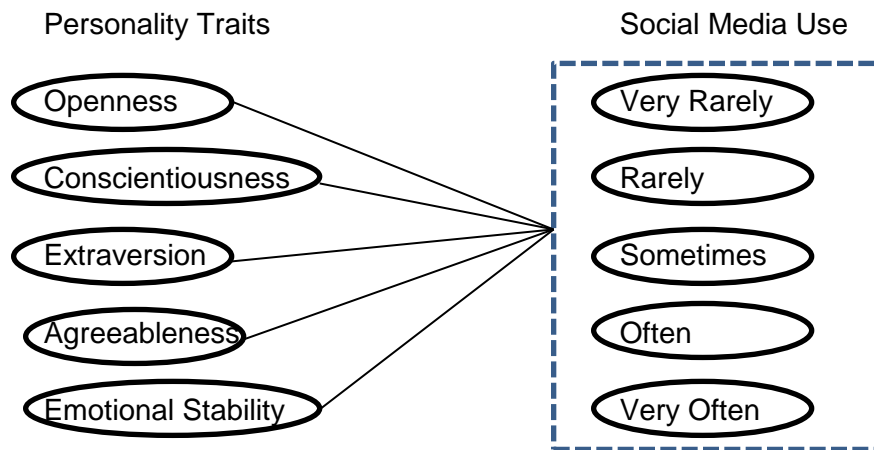 Personality Traits
Social Media Use
Openness
Very Rarely
Conscientiousness
Rarely
Extraversion
Sometimes
Agreeableness
Often
Emotional Stability
Very Often